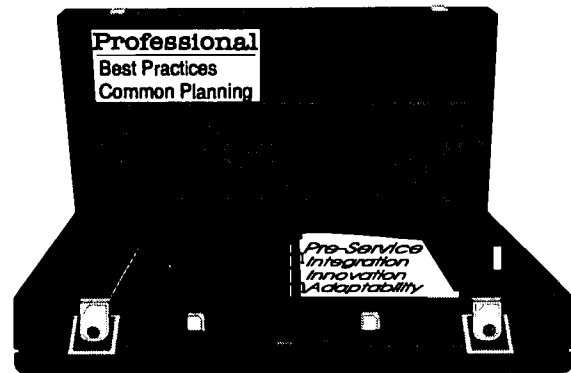 Professional
Best Practices
Common Planning
Pre-Service
Integration
Innovation
Adaptability